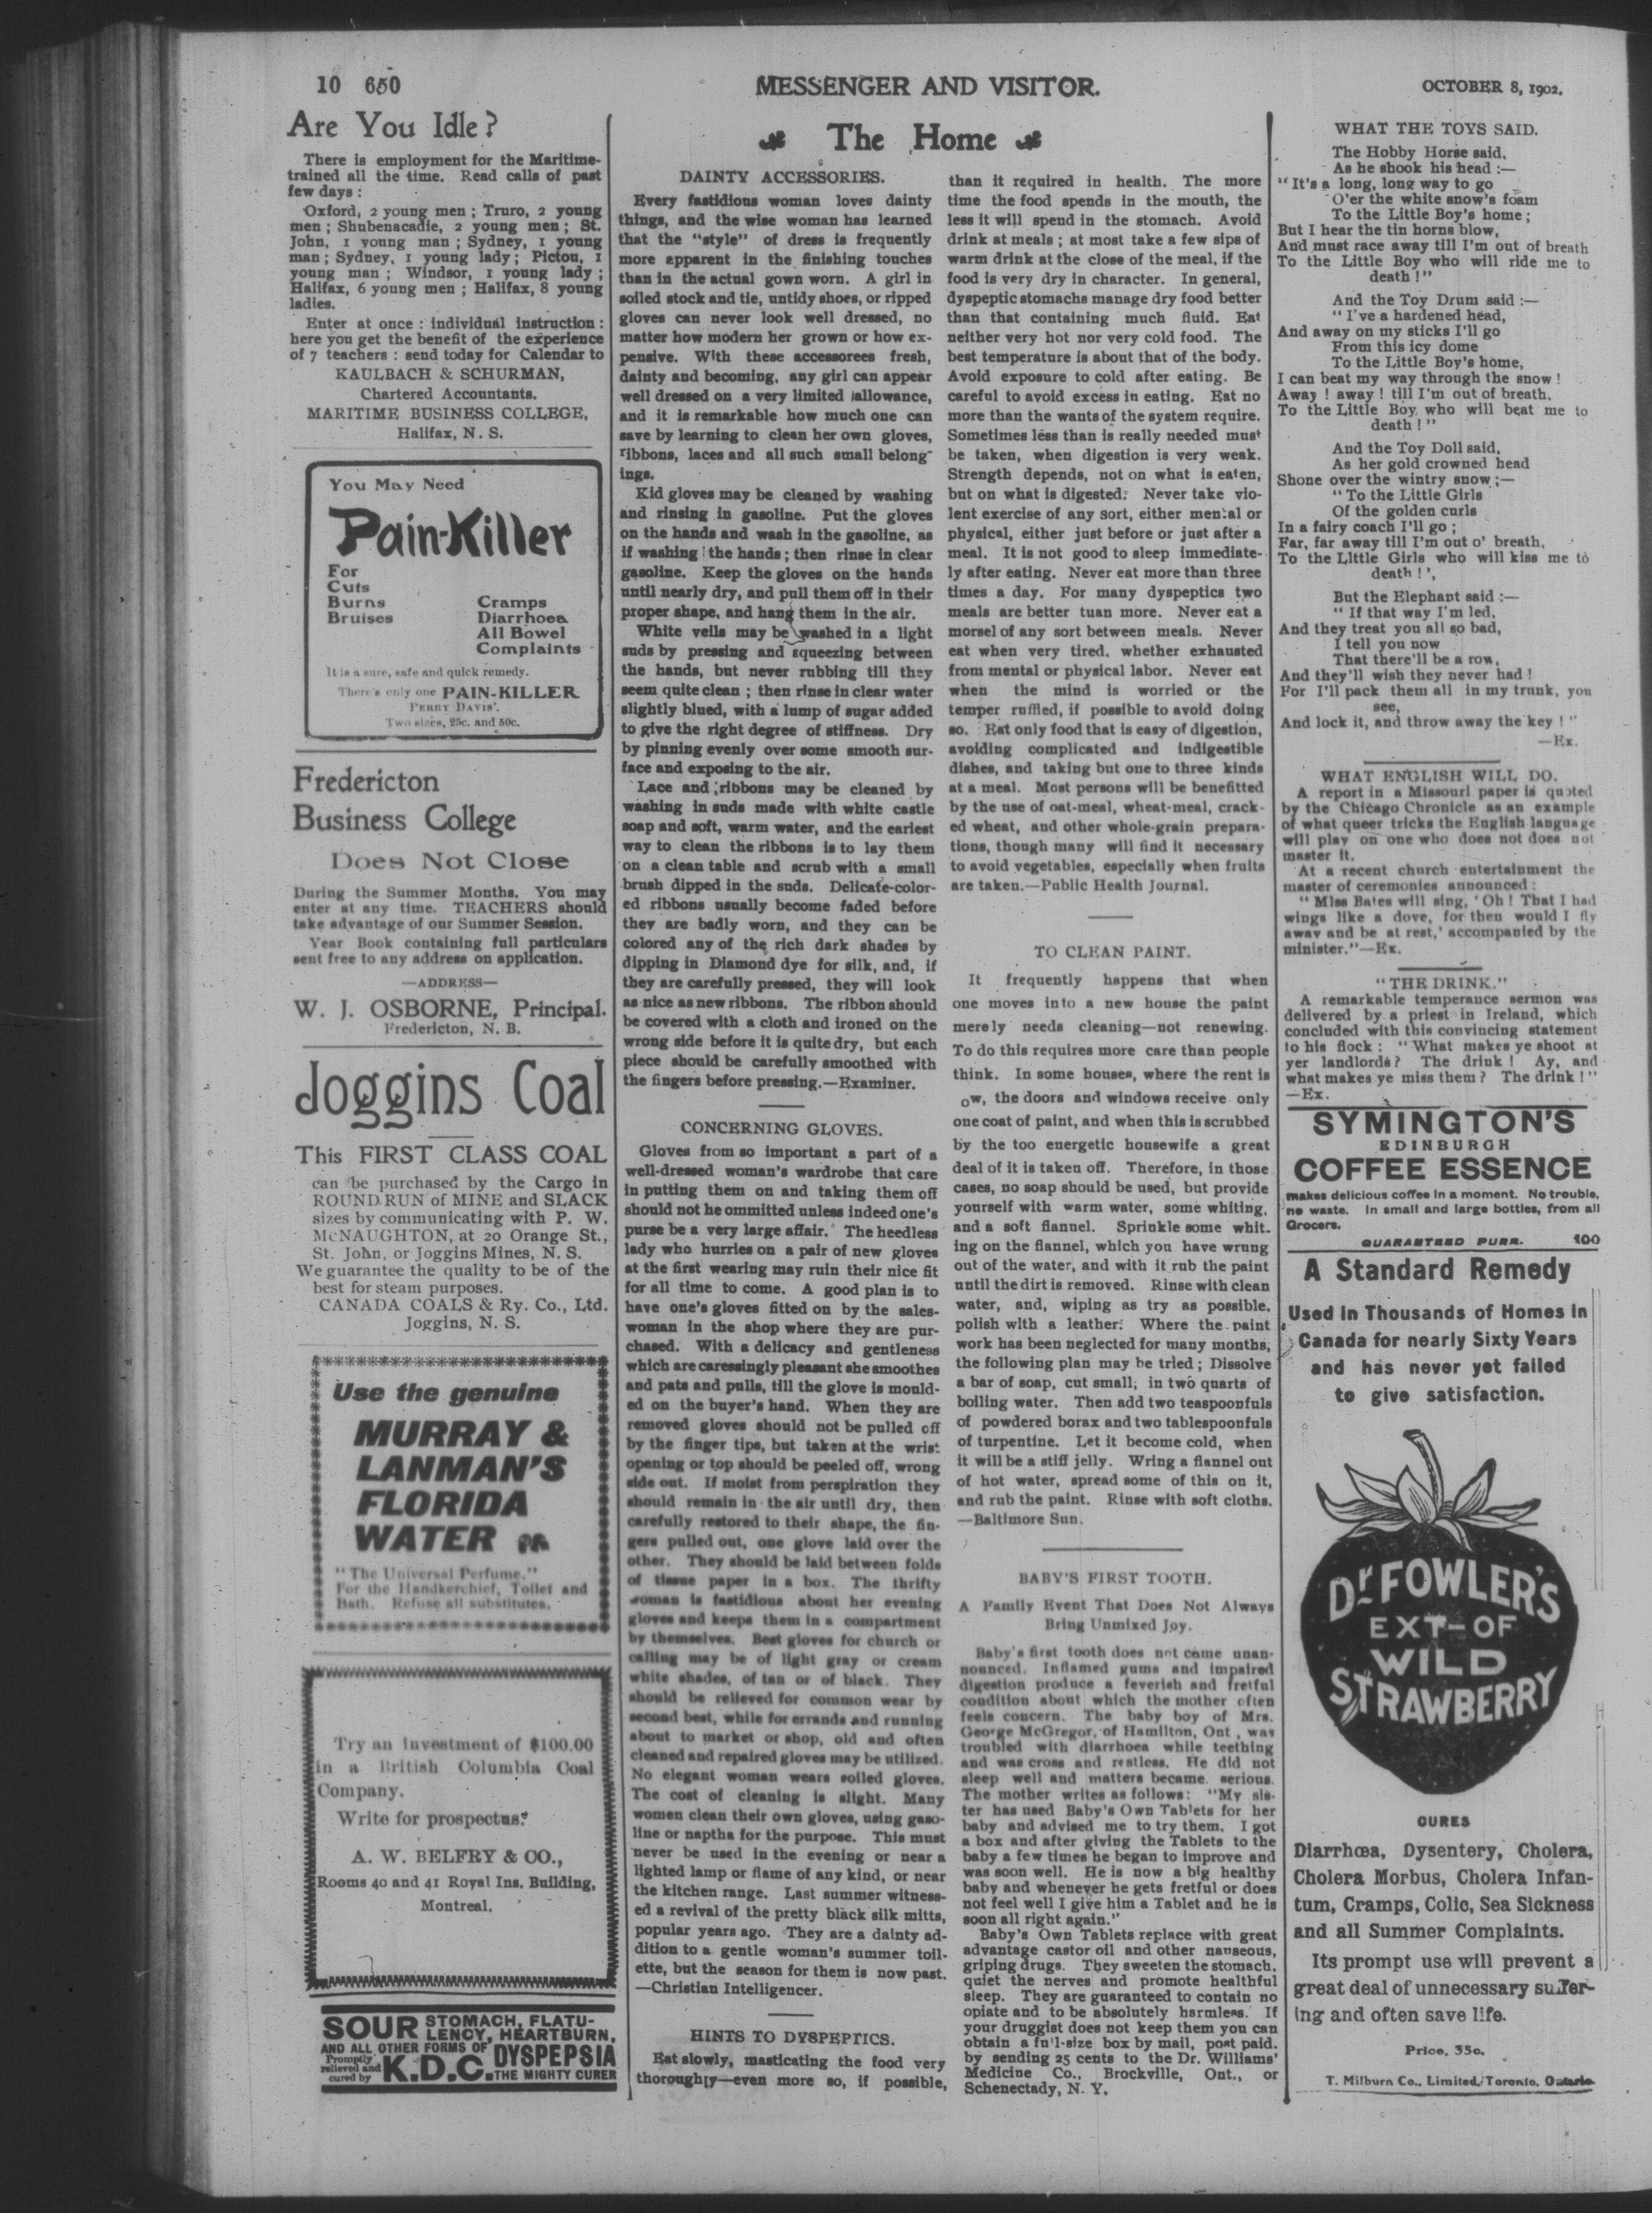 10 650
MESSENGER AND VISITOR.
OCTOBER 8, 1902.
Are You Idle?
There is employment for the Maritime-
trained all the time. Read calls of past
few days :
Oxford, 2 young men ; Truro, 2 young
men ; Shubenacadie, 2 young men ; St.
John, 1 young man ; Sydney, 1 young
man ; Sydney, 1 young lady ; Pictou, 1
young man ; Windsor, 1 young lady ;
Halifax, 6 young men ; Halifax, 8 young
ladies.
Enter at once : individual instruction :
here you get the benefit of the experience
of 7 teachers : send today for Calendar to
KAULBACH & SCHURMAN,
Chartered Accountants.
MARITIME BUSINESS COLLEGE,
Halifax, N. S.
You May Need
Pain-Killer
For
Cuts
Burns
Bruises
Cramps
Diarrhoea
All Bowel
Complaints
It is a sure, safe and quick remedy.
There's only one PAIN-KILLER
PERRY DAVIS'.
Two sizes, 25c. and 50c.
Fredericton
Business College
Does Not Close
During the Summer Months. You may
enter at any time. TEACHERS should
take advantage of our Summer Session.
Year Book containing full particulars
sent free to any address on application.
—ADDRESS—
W. J. OSBORNE, Principal.
Fredericton, N. B.
Joggins Coal
This FIRST CLASS COAL
can be purchased by the Cargo in
ROUND RUN of MINE and SLACK
sizes by communicating with P. W.
McNAUGHTON, at 20 Orange St.,
St. John, or Joggins Mines, N. S.
We guarantee the quality to be of the
best for steam purposes.
CANADA COALS & Ry. Co., Ltd.
Joggins, N. S.
Use the genuine
MURRAY &
LANMAN'S
FLORIDA
WATER
"The Universal Perfume."
For the Handkerchief, Toilet and
Bath. Refuse all substitutes.
Try an investment of $100.00
in a British Columbia Coal
Company.
Write for prospectus.
A. W. BELFRY & CO.,
Rooms 40 and 41 Royal Ins. Building,
Montreal.
SOUR STOMACH, FLATU-
LENCY, HEARTBURN,
AND ALL OTHER FORMS OF DYSPEPSIA
Promptly
relieved and
cured by K.D.C. THE MIGHTY CURER
The Home
DAINTY ACCESSORIES.
Every fastidious woman loves dainty
things, and the wise woman has learned
that the "style" of dress is frequently
more apparent in the finishing touches
than in the actual gown worn. A girl in
soiled stock and tie, untidy shoes, or ripped
gloves can never look well dressed, no
matter how modern her grown or how ex-
pensive. With these accessorees fresh,
dainty and becoming, any girl can appear
well dressed on a very limited allowance,
and it is remarkable how much one can
save by learning to clean her own gloves,
ribbons, laces and all such small belong-
ings.
Kid gloves may be cleaned by washing
and rinsing in gasoline. Put the gloves
on the hands and wash in the gasoline, as
if washing the hands ; then rinse in clear
gasoline. Keep the gloves on the hands
until nearly dry, and pull them off in their
proper shape, and hang them in the air.
White veils may be washed in a light
suds by pressing and squeezing between
the hands, but never rubbing till they
seem quite clean ; then rinse in clear water
slightly blued, with a lump of sugar added
to give the right degree of stiffness. Dry
by pinning evenly over some smooth sur-
face and exposing to the air.
Lace and ribbons may be cleaned by
washing in suds made with white castle
soap and soft, warm water, and the eariest
way to clean the ribbons is to lay them
on a clean table and scrub with a small
brush dipped in the suds. Delicate-color-
ed ribbons usually become faded before
they are badly worn, and they can be
colored any of the rich dark shades by
dipping in Diamond dye for silk, and, if
they are carefully pressed, they will look
as nice as new ribbons. The ribbon should
be covered with a cloth and ironed on the
wrong side before it is quite dry, but each
piece should be carefully smoothed with
the fingers before pressing.—Examiner.
CONCERNING GLOVES.
Gloves from so important a part of a
well-dressed woman's wardrobe that care
in putting them on and taking them off
should not he ommitted unless indeed one's
purse be a very large affair. The heedless
lady who hurries on a pair of new gloves
at the first wearing may ruin their nice fit
for all time to come. A good plan is to
have one's gloves fitted on by the sales-
woman in the shop where they are pur-
chased. With a delicacy and gentleness
which are caressingly pleasant she smoothes
and pats and pulls, till the glove is mould-
ed on the buyer's hand. When they are
removed gloves should not be pulled off
by the finger tips, but taken at the wrist
opening or top should be peeled off, wrong
side out. If moist from perspiration they
should remain in the air until dry, then
carefully restored to their shape, the fin-
gers pulled out, one glove laid over the
other. They should be laid between folds
of tissue paper in a box. The thrifty
woman is fastidious about her evening
gloves and keeps them in a compartment
by themselves. Best gloves for church or
calling may be of light gray or cream
white shades, of tan or of black. They
should be relieved for common wear by
second best, while for errands and running
about to market or shop, old and often
cleaned and repaired gloves may be utilized.
No elegant woman wears soiled gloves.
The cost of cleaning is slight. Many
women clean their own gloves, using gaso-
line or naptha for the purpose. This must
never be used in the evening or near a
lighted lamp or flame of any kind, or near
the kitchen range. Last summer witness-
ed a revival of the pretty black silk mitts,
popular years ago. They are a dainty ad-
dition to a gentle woman's summer toil-
ette, but the season for them is now past.
—Christian Intelligencer.
HINTS TO DYSPEPTICS.
Eat slowly, masticating the food very
thoroughly—even more so, if possible,
than it required in health. The more
time the food spends in the mouth, the
less it will spend in the stomach. Avoid
drink at meals ; at most take a few sips of
warm drink at the close of the meal, if the
food is very dry in character. In general,
dyspeptic stomachs manage dry food better
than that containing much fluid. Eat
neither very hot nor very cold food. The
best temperature is about that of the body.
Avoid exposure to cold after eating. Be
careful to avoid excess in eating. Eat no
more than the wants of the system require.
Sometimes less than is really needed must
be taken, when digestion is very weak.
Strength depends, not on what is eaten,
but on what is digested. Never take vio-
lent exercise of any sort, either mental or
physical, either just before or just after a
meal. It is not good to sleep immediate-
ly after eating. Never eat more than three
times a day. For many dyspeptics two
meals are better tuan more. Never eat a
morsel of any sort between meals. Never
eat when very tired, whether exhausted
from mental or physical labor. Never eat
when the mind is worried or the
temper ruffled, if possible to avoid doing
so. Eat only food that is easy of digestion,
avoiding complicated and indigestible
dishes, and taking but one to three kinds
at a meal. Most persons will be benefitted
by the use of oat-meal, wheat-meal, crack-
ed wheat, and other whole-grain prepara-
tions, though many will find it necessary
to avoid vegetables, especially when fruits
are taken.—Public Health Journal.
TO CLEAN PAINT.
It frequently happens that when
one moves into a new house the paint
merely needs cleaning—not renewing.
To do this requires more care than people
think. In some houses, where the rent is
ow, the doors and windows receive only
one coat of paint, and when this is scrubbed
by the too energetic housewife a great
deal of it is taken off. Therefore, in those
cases, no soap should be used, but provide
yourself with warm water, some whiting,
and a soft flannel. Sprinkle some whit-
ing on the flannel, which you have wrung
out of the water, and with it rub the paint
until the dirt is removed. Rinse with clean
water, and, wiping as try as possible,
polish with a leather. Where the paint
work has been neglected for many months,
the following plan may be tried ; Dissolve
a bar of soap, cut small, in two quarts of
boiling water. Then add two teaspoonfuls
of powdered borax and two tablespoonfuls
of turpentine. Let it become cold, when
it will be a stiff jelly. Wring a flannel out
of hot water, spread some of this on it,
and rub the paint. Rinse with soft cloths.
—Baltimore Sun.
BABY'S FIRST TOOTH.
A Family Event That Does Not Always
Bring Unmixed Joy.
Baby's first tooth does not came unan-
nounced. Inflamed gums and impaired
digestion produce a feverish and fretful
condition about which the mother often
feels concern. The baby boy of Mrs.
George McGregor, of Hamilton, Ont , was
troubled with diarrhoea while teething
and was cross and restless. He did not
sleep well and matters became serious.
The mother writes as follows: "My sis-
ter has used Baby's Own Tablets for her
baby and advised me to try them. I got
a box and after giving the Tablets to the
baby a few times he began to improve and
was soon well. He is now a big healthy
baby and whenever he gets fretful or does
not feel well I give him a Tablet and he is
soon all right again."
Baby's Own Tablets replace with great
advantage castor oil and other nauseous,
griping drugs. They sweeten the stomach,
quiet the nerves and promote healthful
sleep. They are guaranteed to contain no
opiate and to be absolutely harmless. If
your druggist does not keep them you can
obtain a full-size box by mail, post paid.
by sending 25 cents to the Dr. Williams'
Medicine Co., Brockville, Ont., or
Schenectady, N. Y.
WHAT THE TOYS SAID.
The Hobby Horse said,
As he shook his head :—
"It's a long, long way to go
O'er the white snow's foam
To the Little Boy's home ;
But I hear the tin horns blow,
And must race away till I'm out of breath
To the Little Boy who will ride me to
death !"
And the Toy Drum said :—
"I've a hardened head,
And away on my sticks I'll go
From this icy dome
To the Little Boy's home,
I can beat my way through the snow !
Away ! away ! till I'm out of breath.
To the Little Boy who will beat me to
death !"
And the Toy Doll said,
As her gold crowned head
Shone over the wintry snow ;—
"To the Little Girls
Of the golden curls
In a fairy coach I'll go ;
Far, far away till I'm out o' breath,
To the Little Girls who will kiss me to
death !',
But the Elephant said :—
"If that way I'm led,
And they treat you all so bad,
I tell you now
That there'll be a row,
And they'll wish they never had !
For I'll pack them all in my trunk, you
see,
And lock it, and throw away the key !"
—Ex.
WHAT ENGLISH WILL DO.
A report in a Missouri paper is quoted
by the Chicago Chronicle as an example
of what queer tricks the English language
will play on one who does not does not
master it.
At a recent church entertainment the
master of ceremonies announced :
"Miss Bates will sing, 'Oh ! That I had
wings like a dove, for then would I fly
away and be at rest,' accompanied by the
minister."—Ex.
"THE DRINK."
A remarkable temperance sermon was
delivered by a priest in Ireland, which
concluded with this convincing statement
to his flock : "What makes ye shoot at
yer landlords ? The drink ! Ay, and
what makes ye miss them ? The drink !"
—Ex.
SYMINGTON'S
EDINBURGH
COFFEE ESSENCE
makes delicious coffee in a moment. No trouble,
no waste. In small and large bottles, from all
Grocers.
GUARANTEED PURE. 100
A Standard Remedy
Used in Thousands of Homes in
Canada for nearly Sixty Years
and has never yet failed
to give satisfaction.
Dr FOWLER'S
EXT-OF
WILD
STRAWBERRY
CURES
Diarrhœa, Dysentery, Cholera,
Cholera Morbus, Cholera Infan-
tum, Cramps, Colic, Sea Sickness
and all Summer Complaints.
Its prompt use will prevent a
great deal of unnecessary suffer-
ing and often save life.
Price, 35c.
T. Milburn Co., Limited, Toronto, Ontario